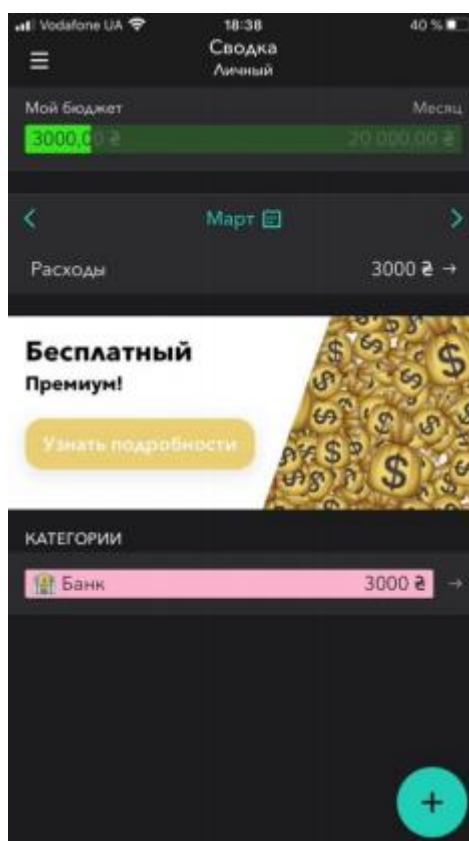 Vodafone UA 18:38 40 %
Сводка
Личный
Мой бюджет Месяц
3000,00 ₴ 20 000,00 ₴
Март
Расходы 3000 ₴ →
Бесплатный
Премиум!
Узнать подробности
КАТЕГОРИИ
Банк 3000 ₴ →
+